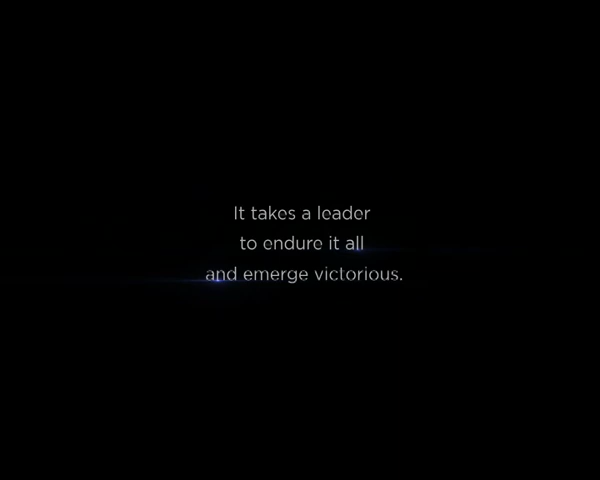 It takes a leader
to endure it all
and emerge victorious.